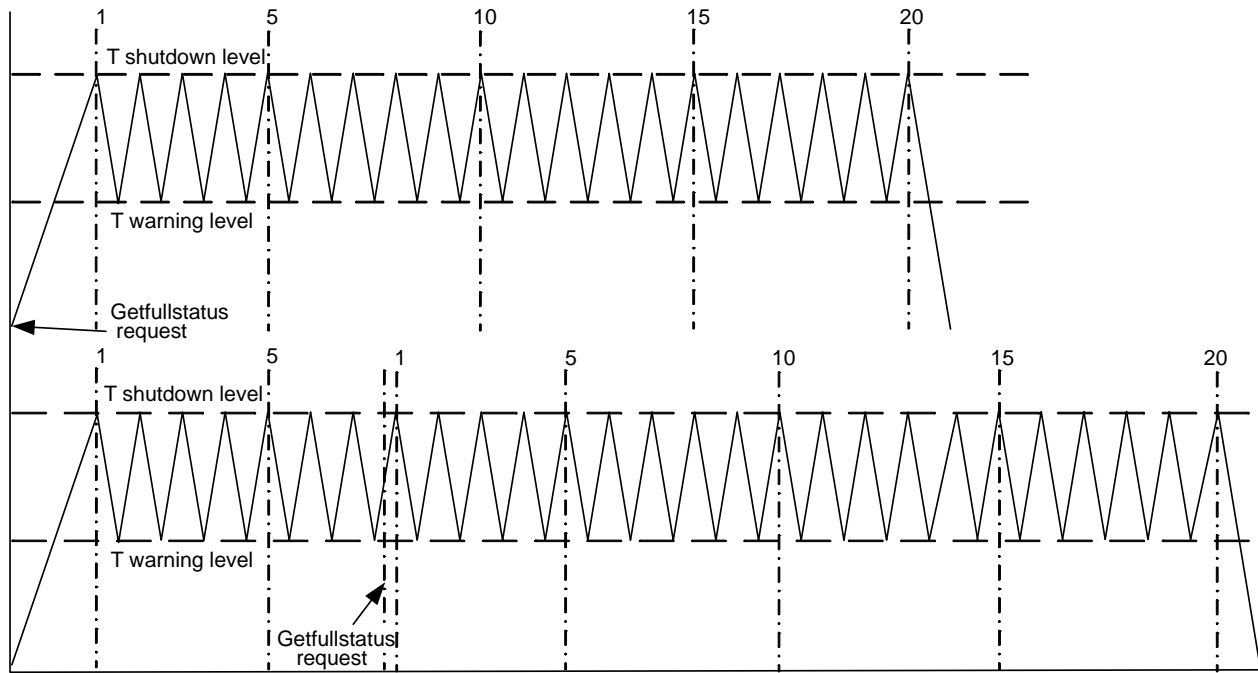 1 5 10 15 20
T shutdown level
T warning level
Getfullstatus
request
1 5 1 5 10 15 20
T shutdown level
T warning level
Getfullstatus
request